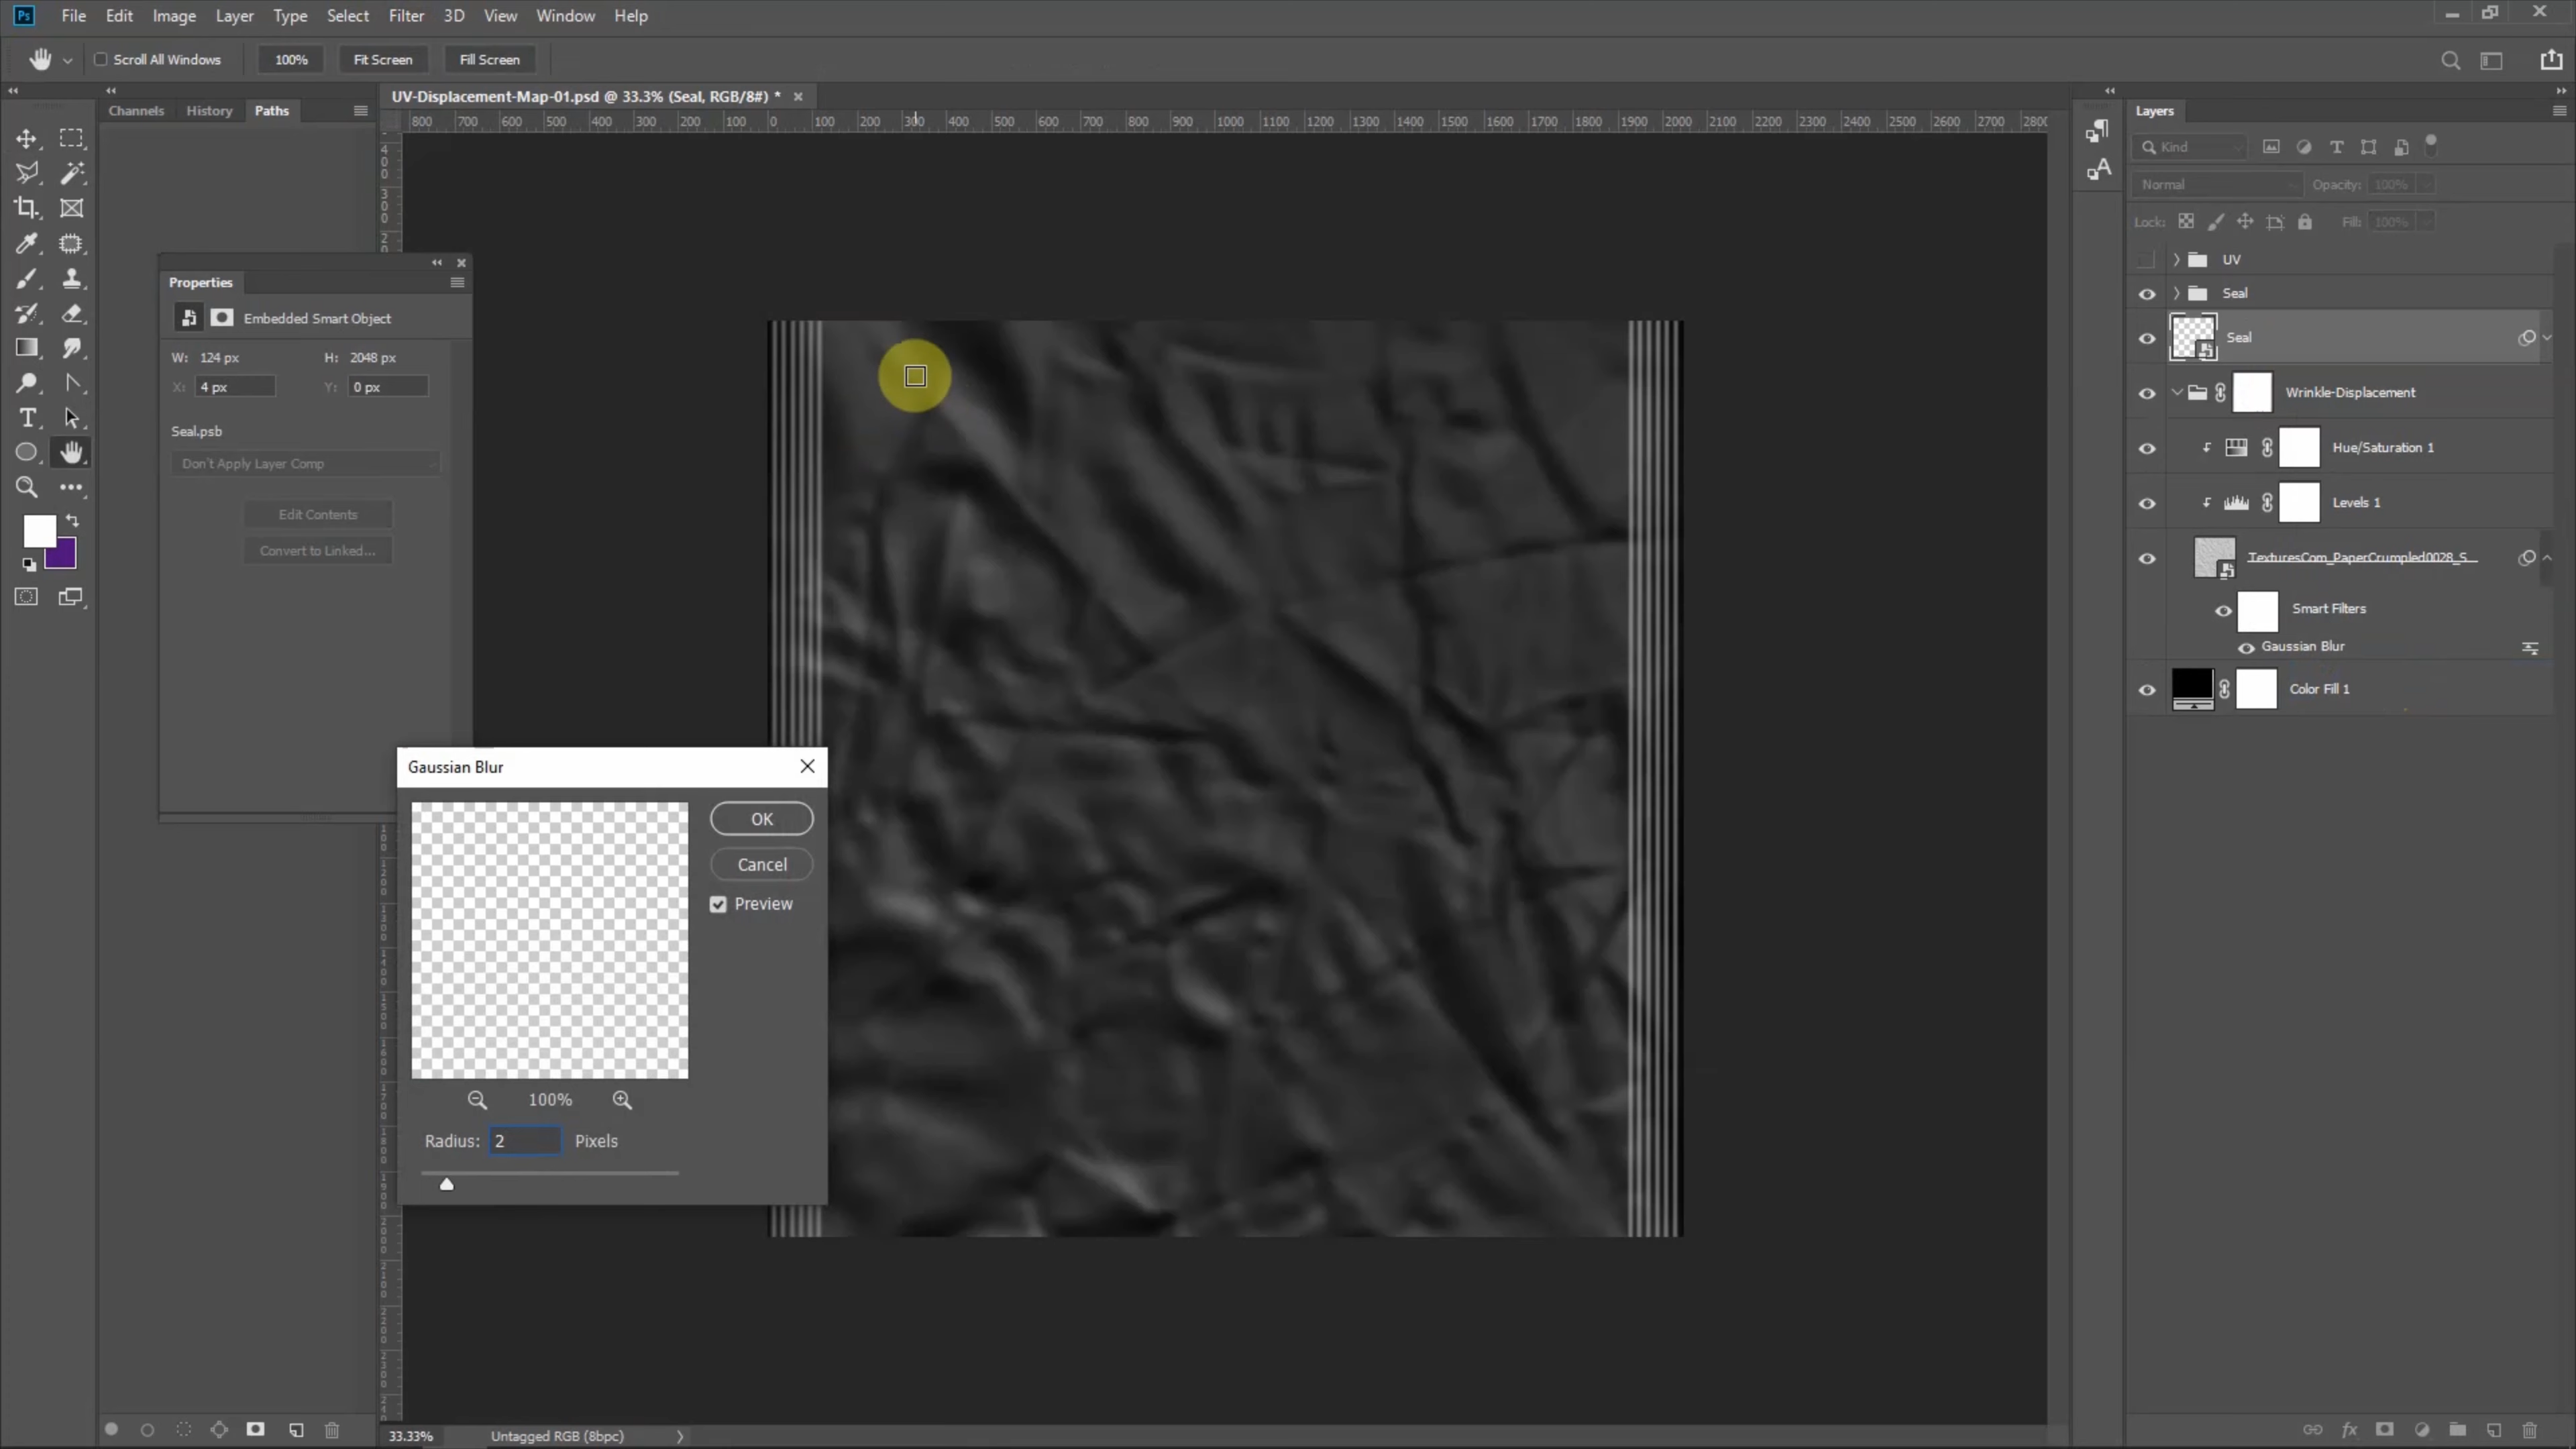 Ps File Edit Image Layer Type Select Filter 3D View Window Help
Scroll All Windows 100% Fit Screen Fill Screen
Channels History Paths
UV-Displacement-Map-01.psd @ 33.3% (Seal, RGB/8#) *
800 700 600 500 400 300 200 100 0 100 200 300 400 500 600 700 800 900 1000 1100 1200 1300 1400 1500 1600 1700 1800 1900 2000 2100 2200 2300 2400 2500 2600 2700 2800
Properties
Embedded Smart Object
W: 124 px H: 2048 px
X: 4 px Y: 0 px
Seal.psb
Don't Apply Layer Comp
Edit Contents
Convert to Linked...
Gaussian Blur
OK
Cancel
Preview
100%
Radius: 2 Pixels
33.33% Untagged RGB (8bpc)
Layers
Kind
Normal Opacity: 100%
Lock: Fill: 100%
UV
Seal
Seal
Wrinkle-Displacement
Hue/Saturation 1
Levels 1
TexturesCom_PaperCrumpled0028_S...
Smart Filters
Gaussian Blur
Color Fill 1
fx